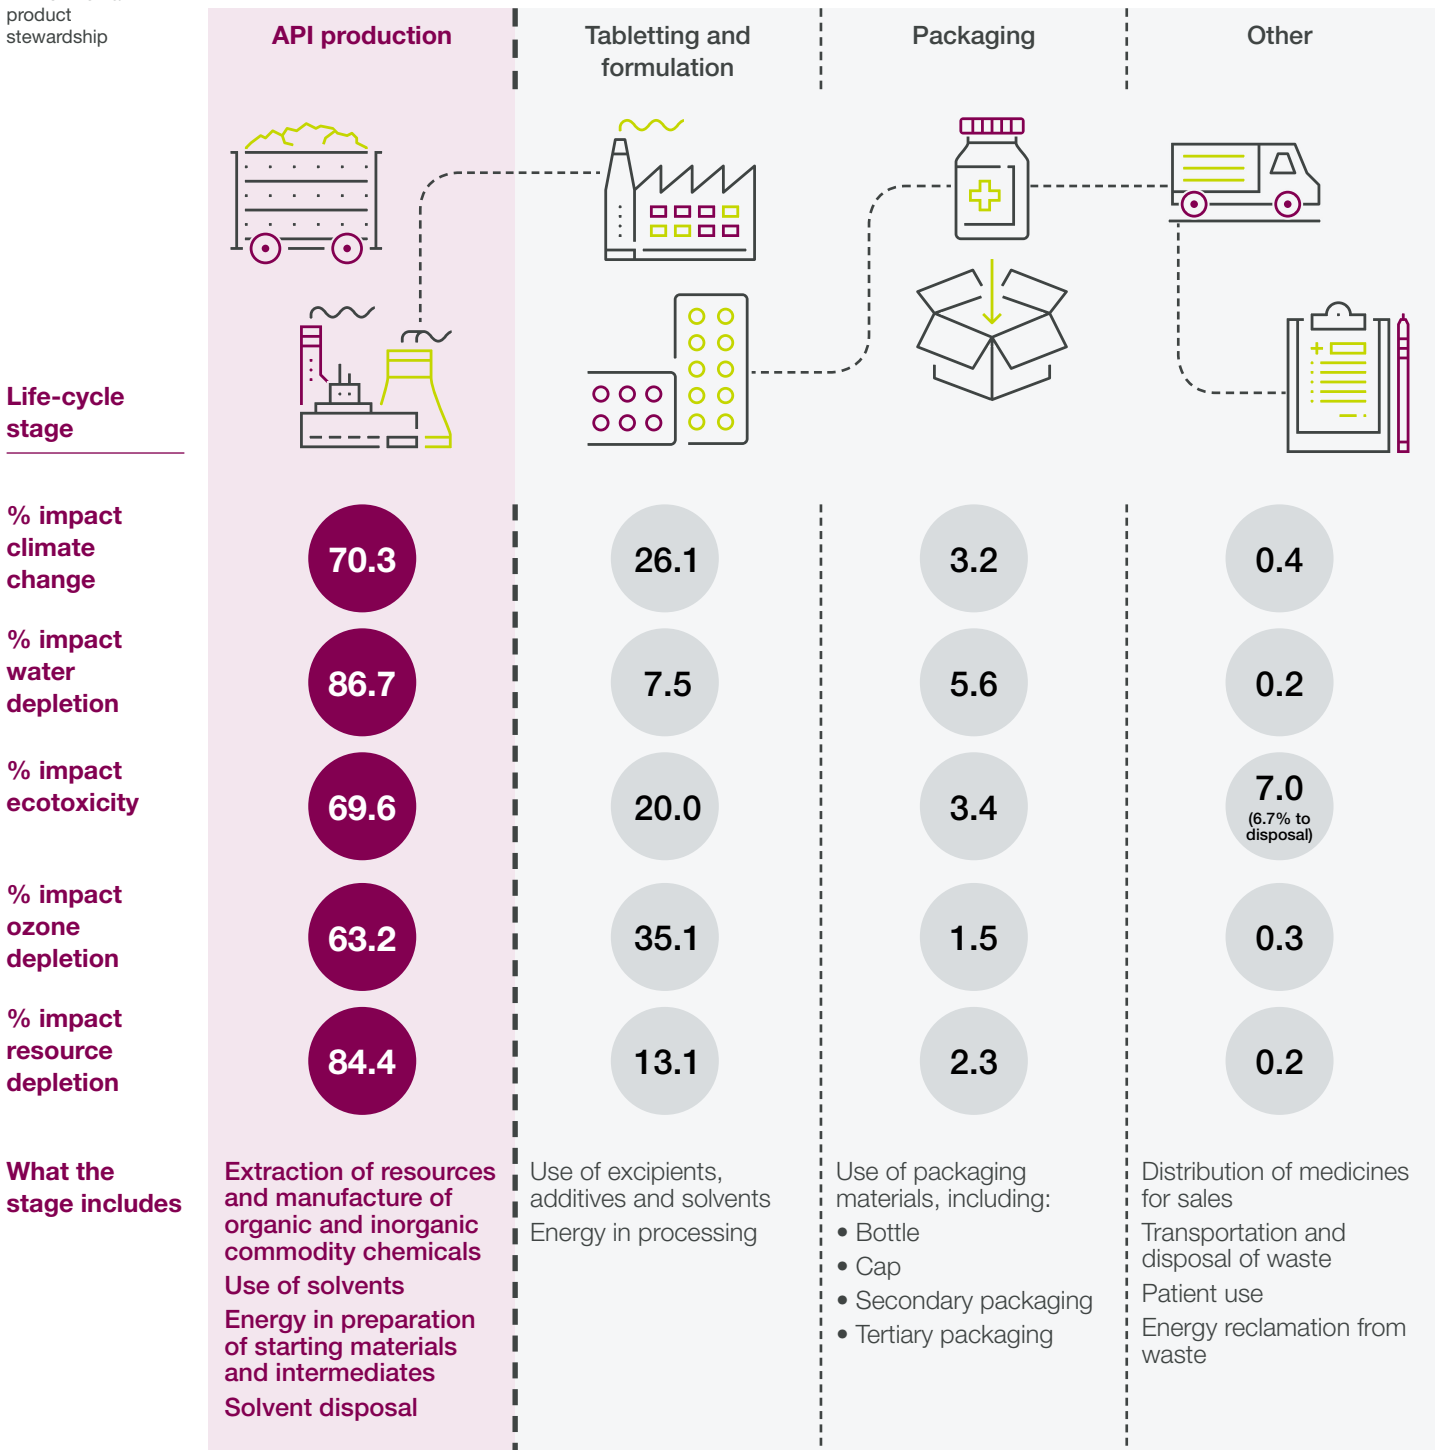 product
stewardship
API production
Tabletting and
formulation
Packaging
Other
Life-cycle
stage
% impact
climate
change
70.3
26.1
3.2
0.4
% impact
water
depletion
86.7
7.5
5.6
0.2
% impact
ecotoxicity
69.6
20.0
3.4
7.0
(6.7% to
disposal)
% impact
ozone
depletion
63.2
35.1
1.5
0.3
% impact
resource
depletion
84.4
13.1
2.3
0.2
What the
stage includes
Extraction of resources
and manufacture of
organic and inorganic
commodity chemicals
Use of solvents
Energy in preparation
of starting materials
and intermediates
Solvent disposal
Use of excipients,
additives and solvents
Energy in processing
Use of packaging
materials, including:
• Bottle
• Cap
• Secondary packaging
• Tertiary packaging
Distribution of medicines
for sales
Transportation and
disposal of waste
Patient use
Energy reclamation from
waste